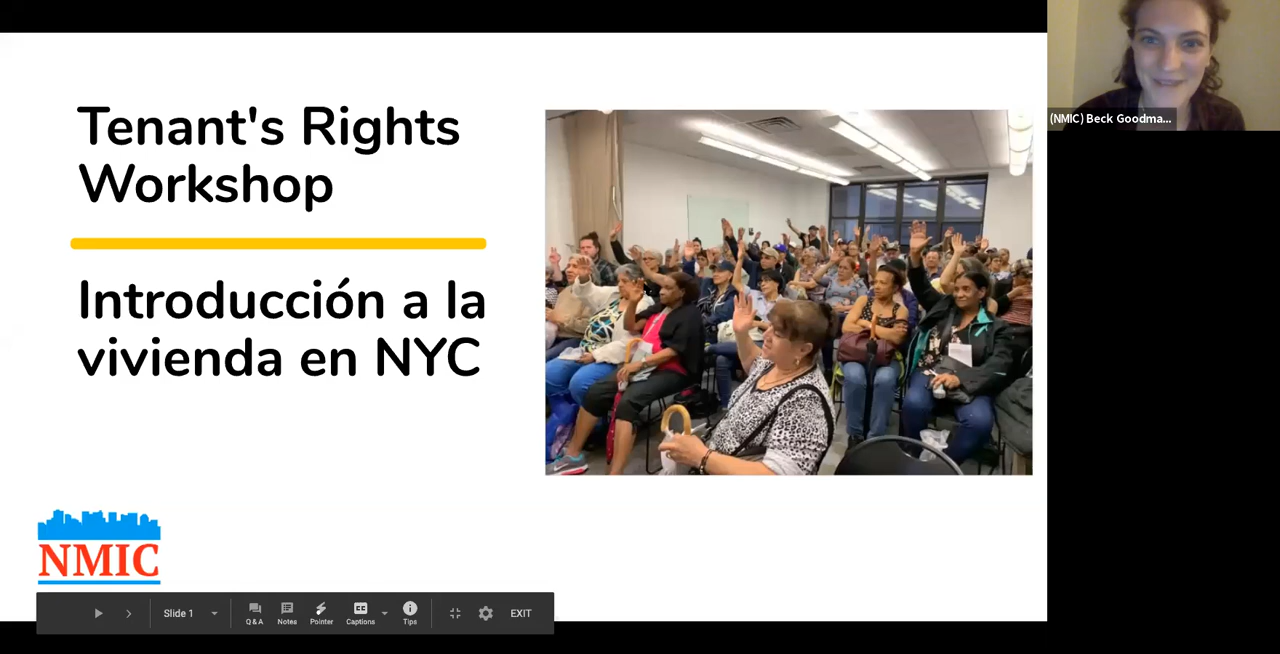 Tenant's Rights
Workshop
Introducción a la
vivienda en NYC
NMIC
(NMIC) Beck Goodma...
Slide 1
Q & A
Notes
Pointer
CC
Captions
Tips
EXIT